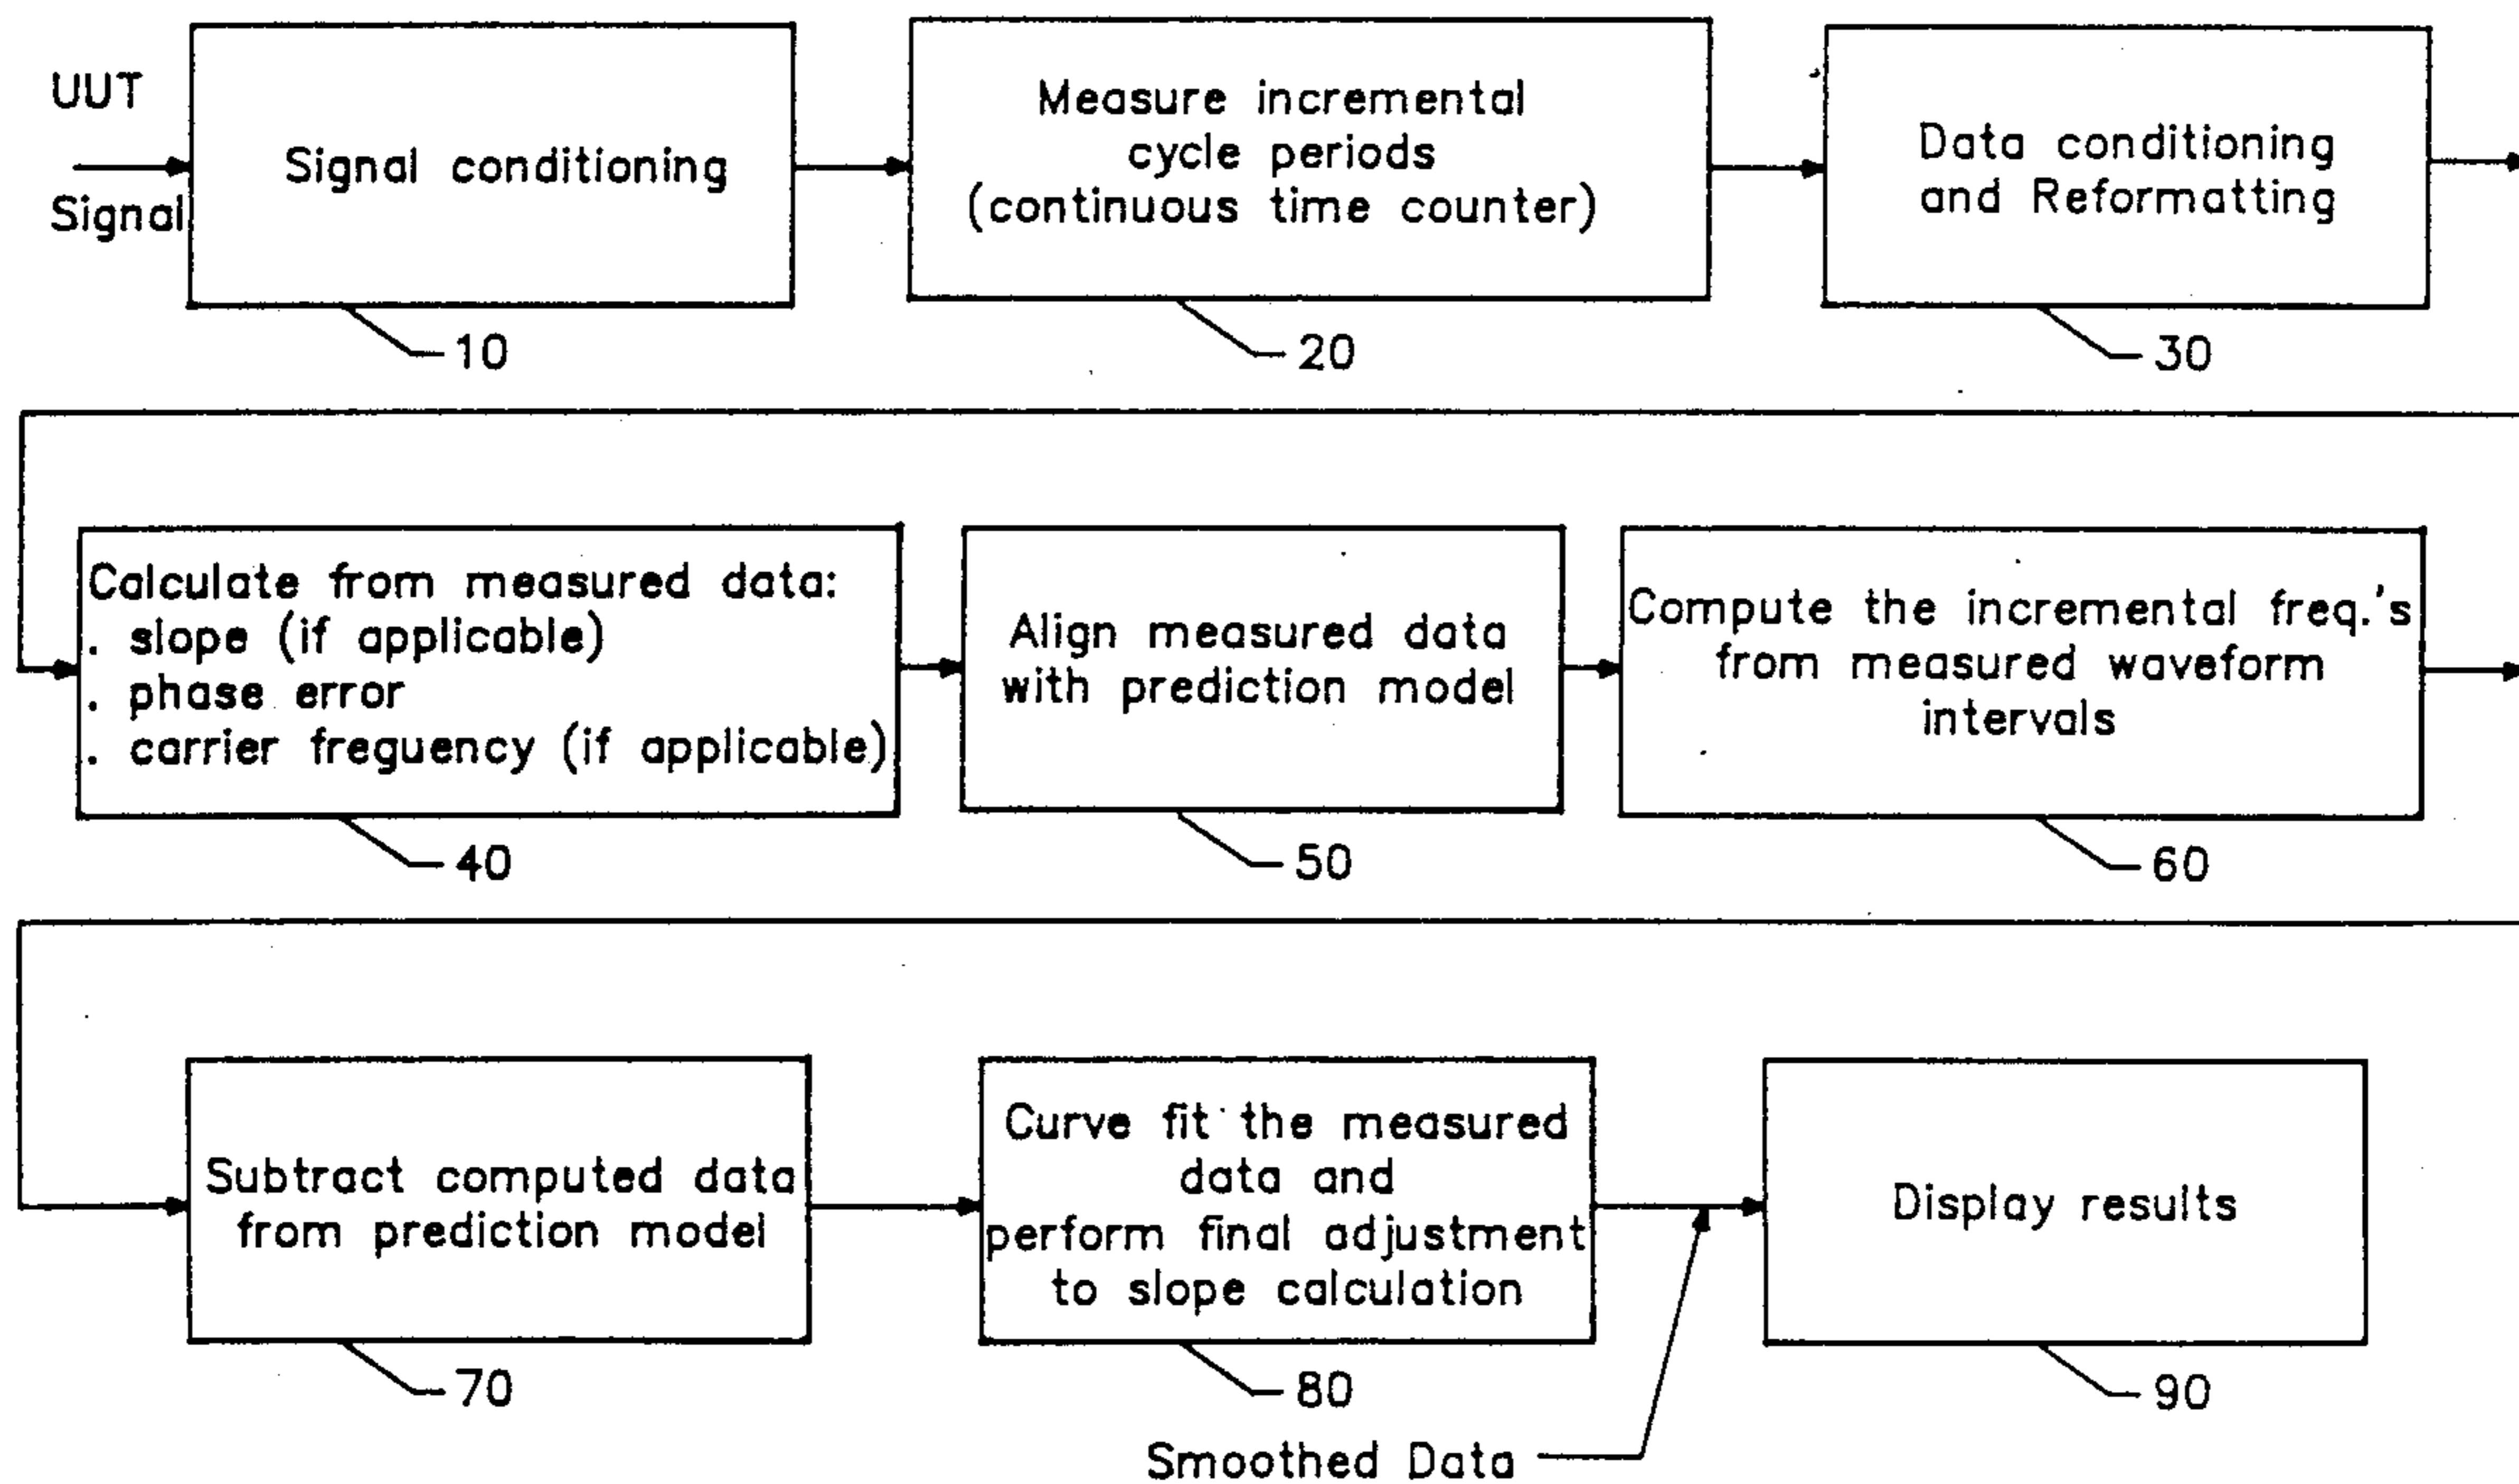 UUT
Signal
Signal conditioning
10
Measure incremental
cycle periods
(continuous time counter)
20
Data conditioning
and Reformatting
30
Calculate from measured data:
. slope (if applicable)
. phase error
. carrier freguency (if applicable)
40
Align measured data
with prediction model
50
Compute the incremental freq.'s
from measured waveform
intervals
60
Subtract computed data
from prediction model
70
Curve fit the measured
data and
perform final adjustment
to slope calculation
80
Smoothed Data
Display results
90